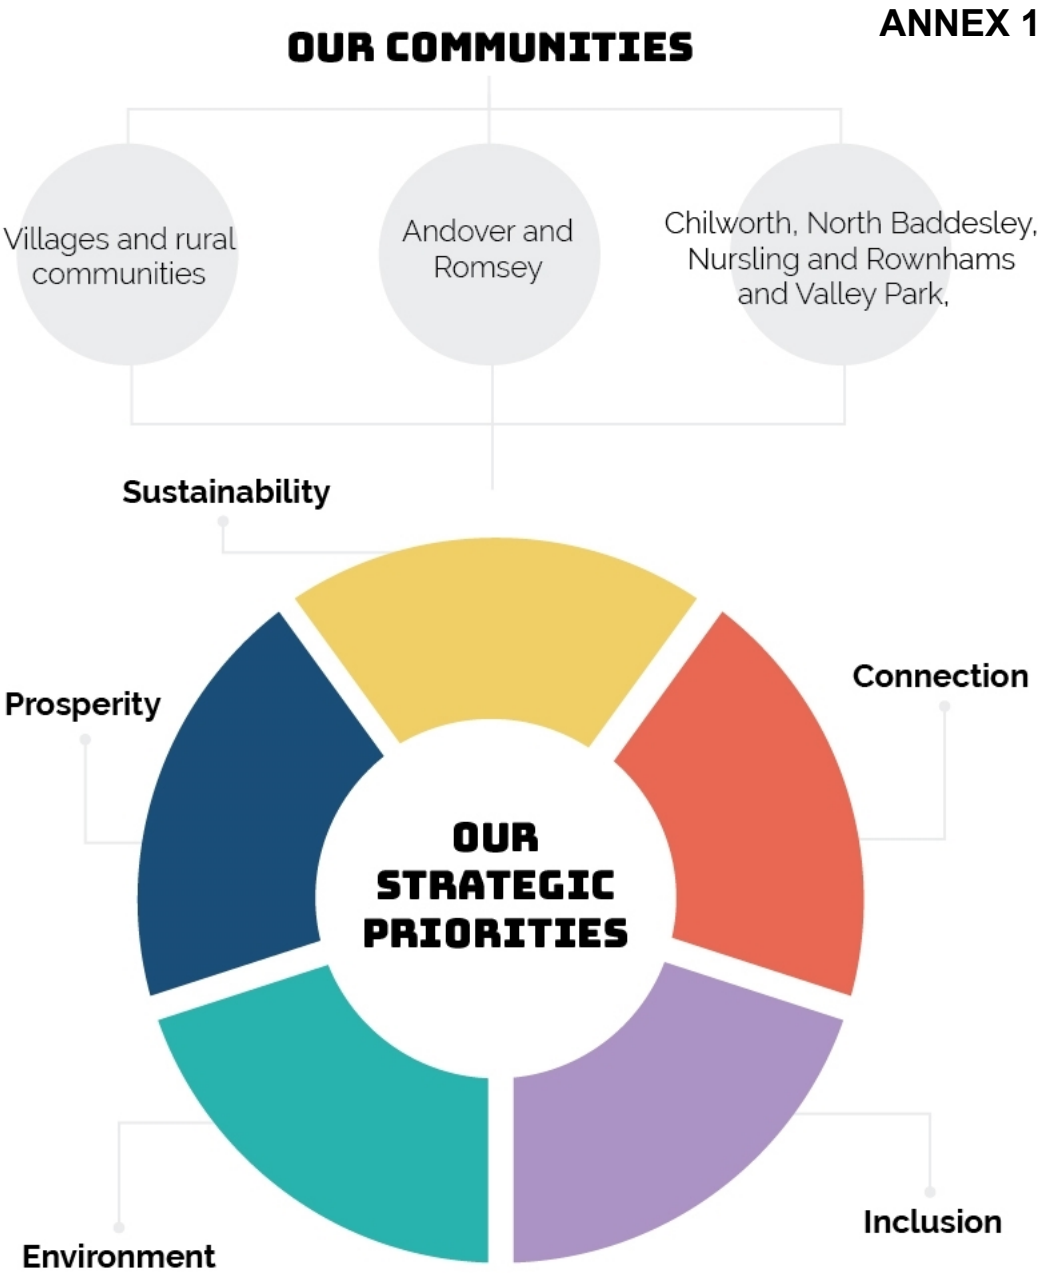 ANNEX 1
OUR COMMUNITIES
Villages and rural
communities
Andover and
Romsey
Chilworth, North Baddesley,
Nursling and Rownhams
and Valley Park,
Sustainability
Connection
Prosperity
OUR
STRATEGIC
PRIORITIES
Inclusion
Environment